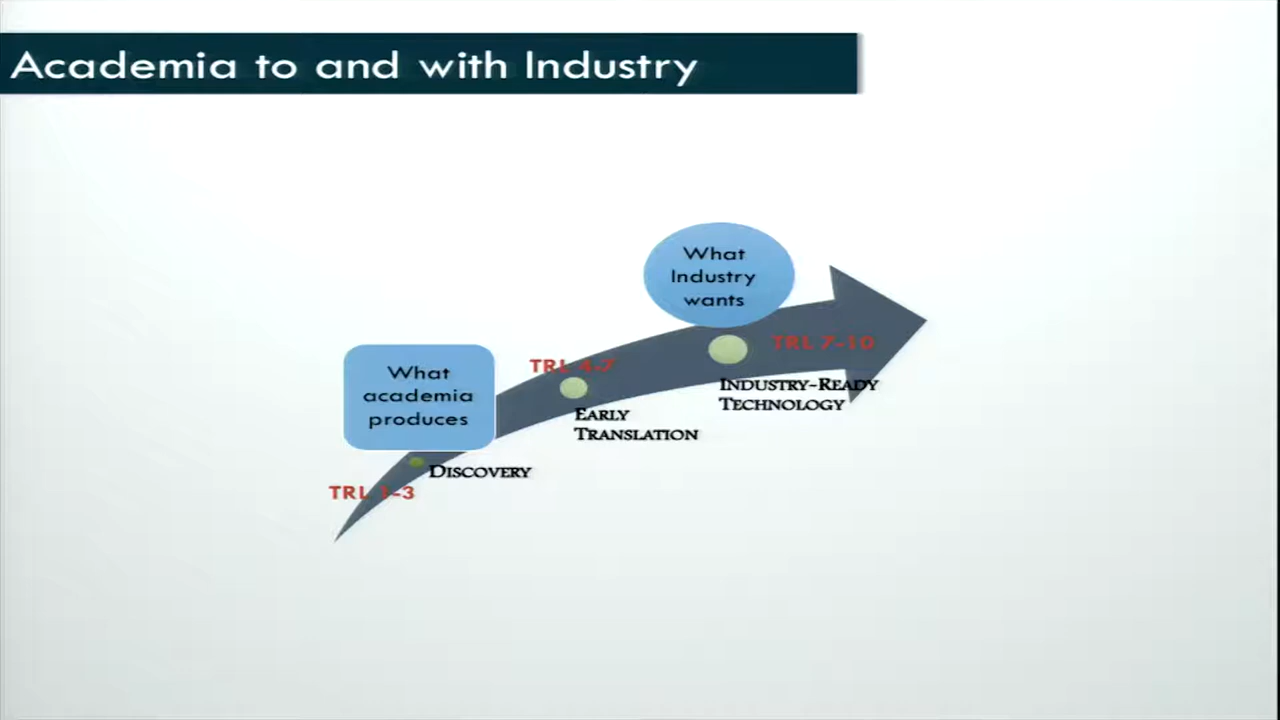 Academia to and with Industry
What
Industry
wants
TRL 7-10
INDUSTRY-READY
TECHNOLOGY
TRL 4-7
EARLY
TRANSLATION
What
academia
produces
DISCOVERY
TRL 1-3